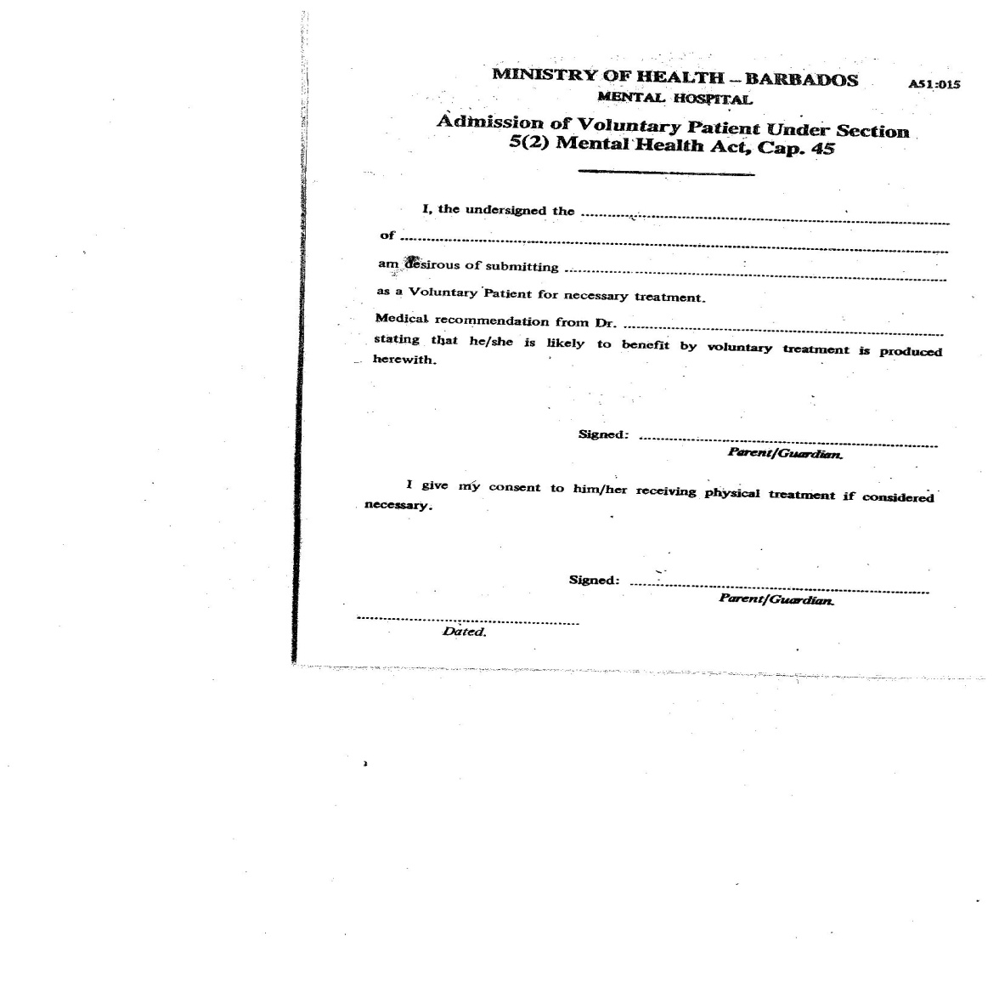 MINISTRY OF HEALTH – BARBADOS A51:015
MENTAL HOSPITAL
Admission of Voluntary Patient Under Section
5(2) Mental Health Act, Cap. 45
I, the undersigned the
of
am desirous of submitting
as a Voluntary Patient for necessary treatment.
Medical recommendation from Dr.
stating that he/she is likely to benefit by voluntary treatment is produced
herewith.
Signed:
Parent/Guardian.
I give my consent to him/her receiving physical treatment if considered
necessary.
Signed:
Parent/Guardian.
Dated.